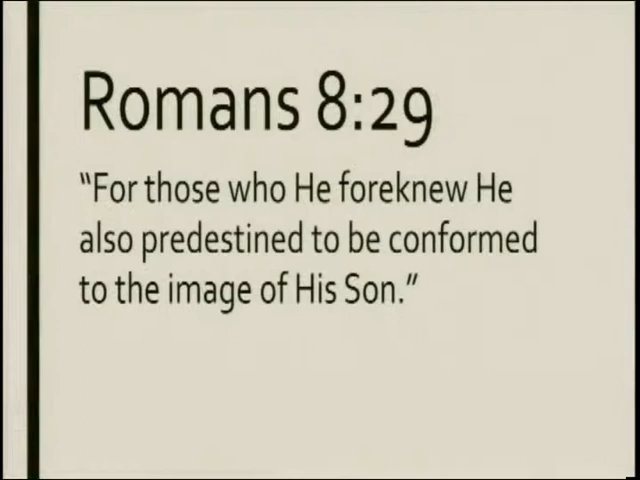 Romans 8:29
“For those who He foreknew He
also predestined to be conformed
to the image of His Son.”